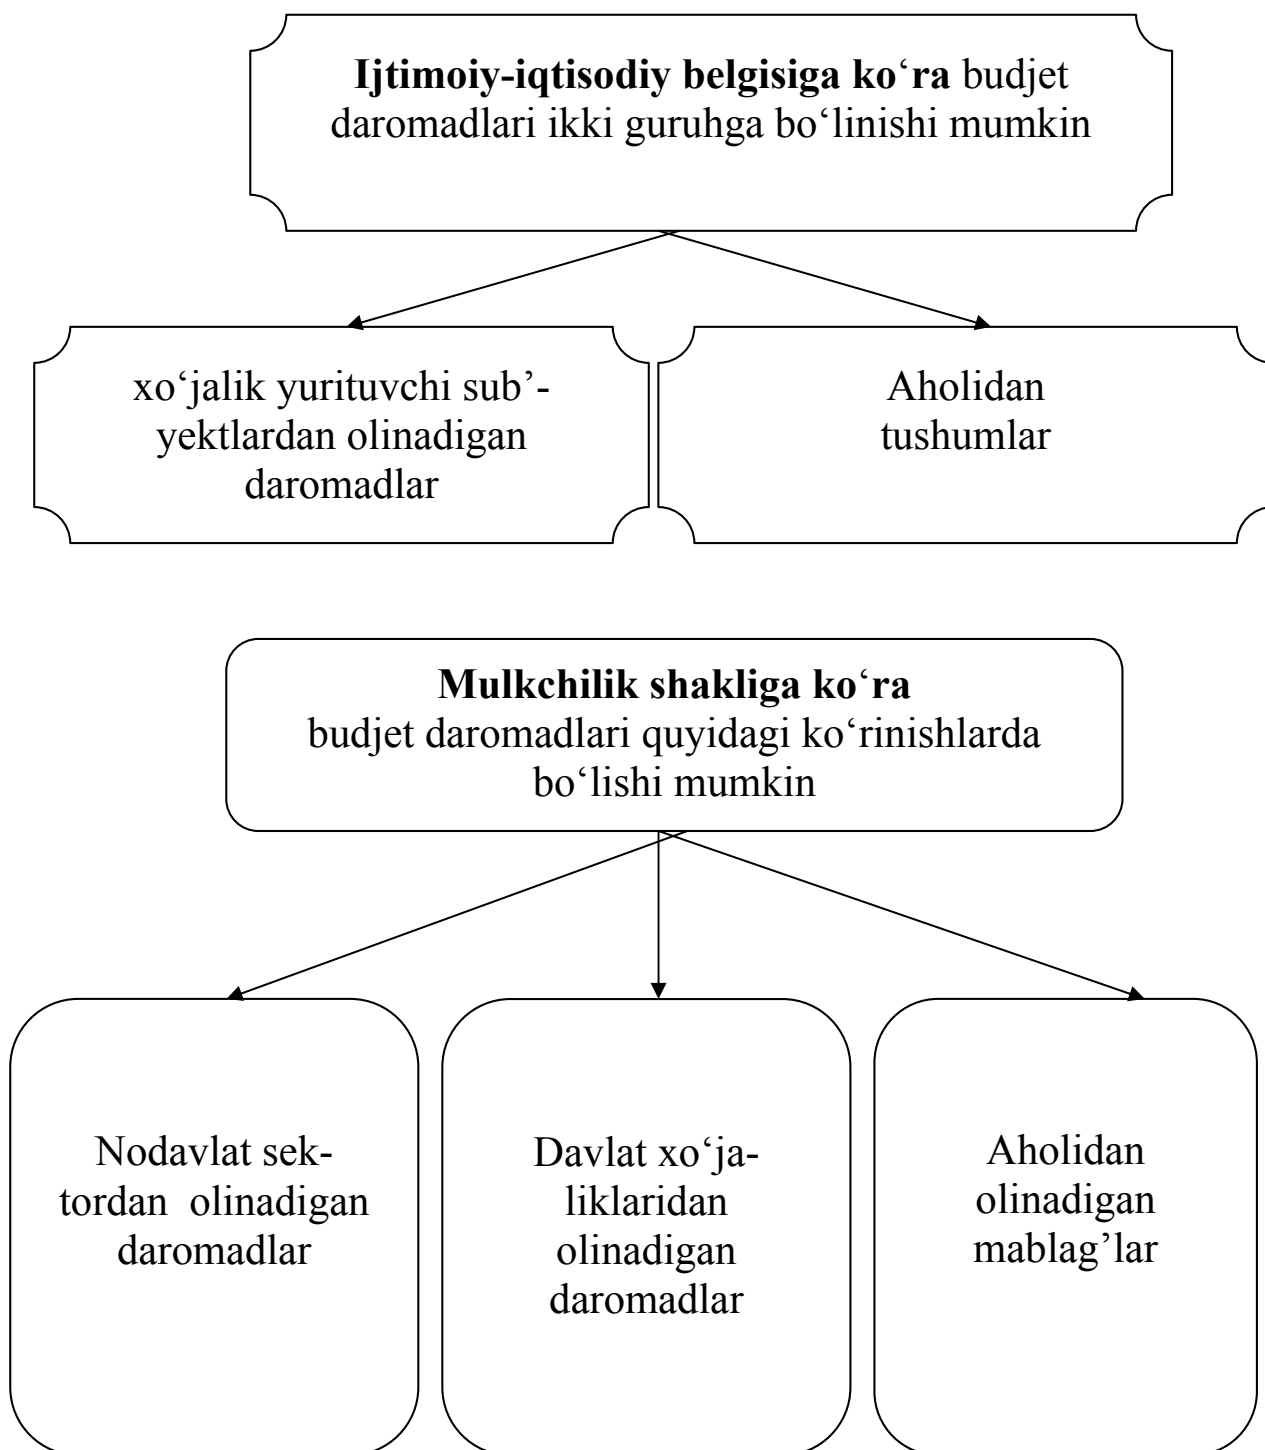 Ijtimoiy-iqtisodiy belgisiga ko‘ra budjet
daromadlari ikki guruhga bo‘linishi mumkin
xo‘jalik yurituvchi sub’-
yektlardan olinadigan
daromadlar
Aholidan
tushumlar
Mulkchilik shakliga ko‘ra
budjet daromadlari quyidagi ko‘rinishlarda
bo‘lishi mumkin
Nodavlat sek-
tordan olinadigan
daromadlar
Davlat xo‘ja-
liklaridan
olinadigan
daromadlar
Aholidan
olinadigan
mablag’lar